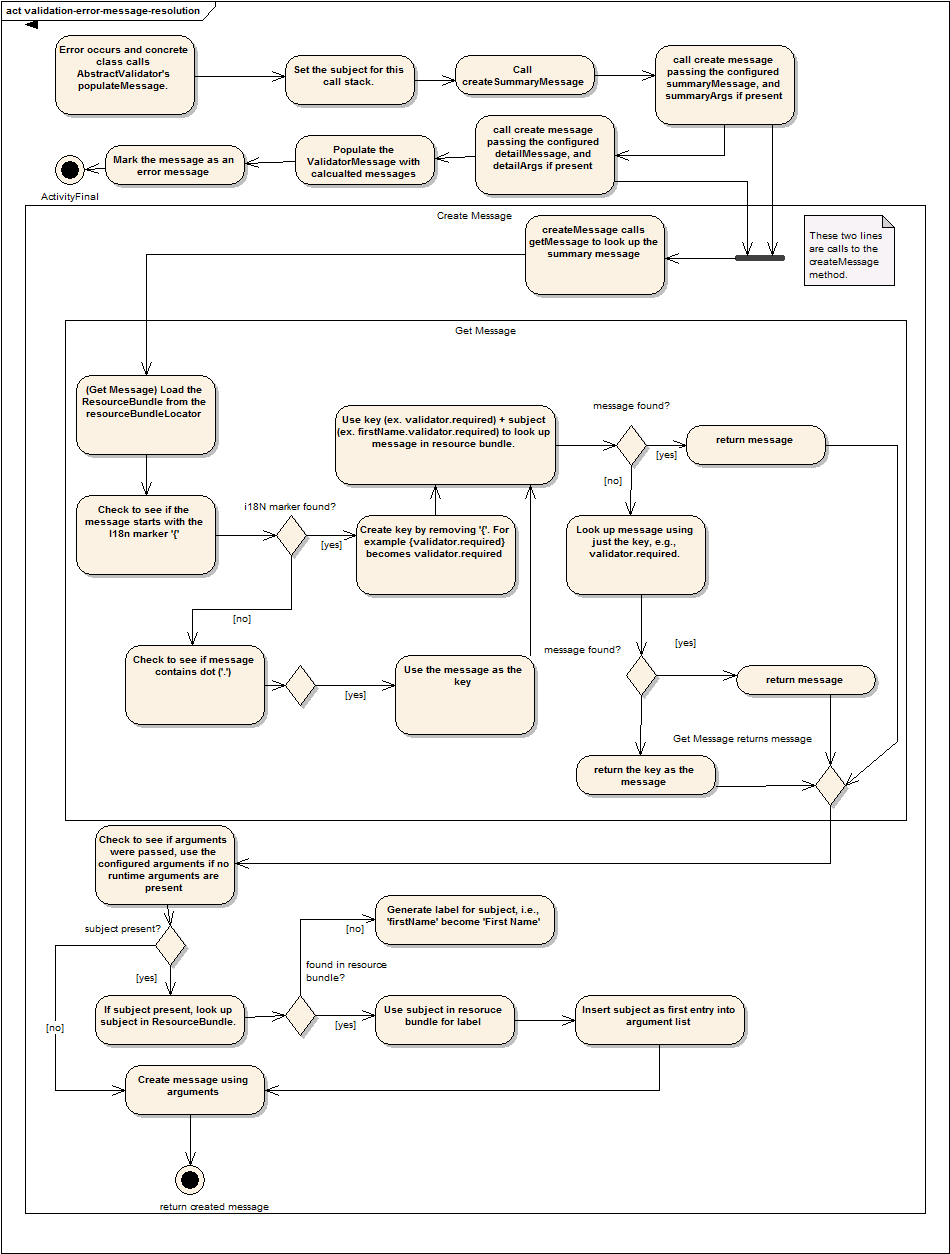 act validation-error-message-resolution
Error occurs and concrete
class calls
AbstractValidator's
populateMessage.
Set the subject for this
call stack.
Call
createSummaryMessage
call create message
passing the configured
summaryMessage, and
summaryArgs if present
call create message
passing the configured
detailMessage, and
detailArgs if present
Populate the
ValidatorMessage with
calcualted messages
Mark the message as an
error message
ActivityFinal
Create Message
createMessage calls
getMessage to look up the
summary message
These two lines
are calls to the
createMessage
method.
Get Message
(Get Message) Load the
ResourceBundle from the
resourceBundleLocator
Use key (ex. validator.required) + subject
(ex. firstName.validator.required) to look up
message in resource bundle.
message found?
[yes]
return message
[no]
Check to see if the
message starts with the
I18n marker '{'
i18N marker found?
[yes]
Create key by removing '{'. For
example {validator.required}
becomes validator.required
Look up message using
just the key, e.g.,
validator.required.
[no]
Check to see if message
contains dot ('.')
[yes]
Use the message as the
key
message found?
[yes]
return message
Get Message returns message
return the key as the
message
Check to see if arguments
were passed, use the
configured arguments if no
runtime arguments are
present
subject present?
[yes]
[no]
Generate label for subject, i.e.,
'firstName' become 'First Name'
[no]
found in resource
bundle?
If subject present, look up
subject in ResourceBundle.
[yes]
Use subject in resoruce
bundle for label
Insert subject as first entry into
argument list
Create message using
arguments
return created message